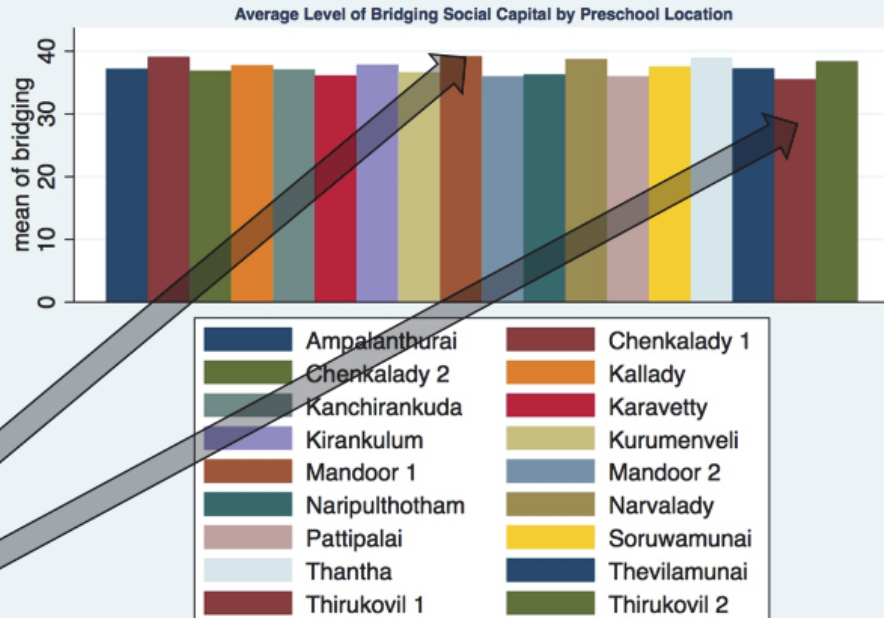 Average Level of Bridging Social Capital by Preschool Location
mean of bridging
40
30
20
10
0
Ampalanthurai Chenkalady 1
Chenkalady 2 Kallady
Kanchirankuda Karavetty
Kirankulum Kurumenveli
Mandoor 1 Mandoor 2
Naripulthotham Narvalady
Pattipalai Soruwamunai
Thantha Thevilamunai
Thirukovil 1 Thirukovil 2